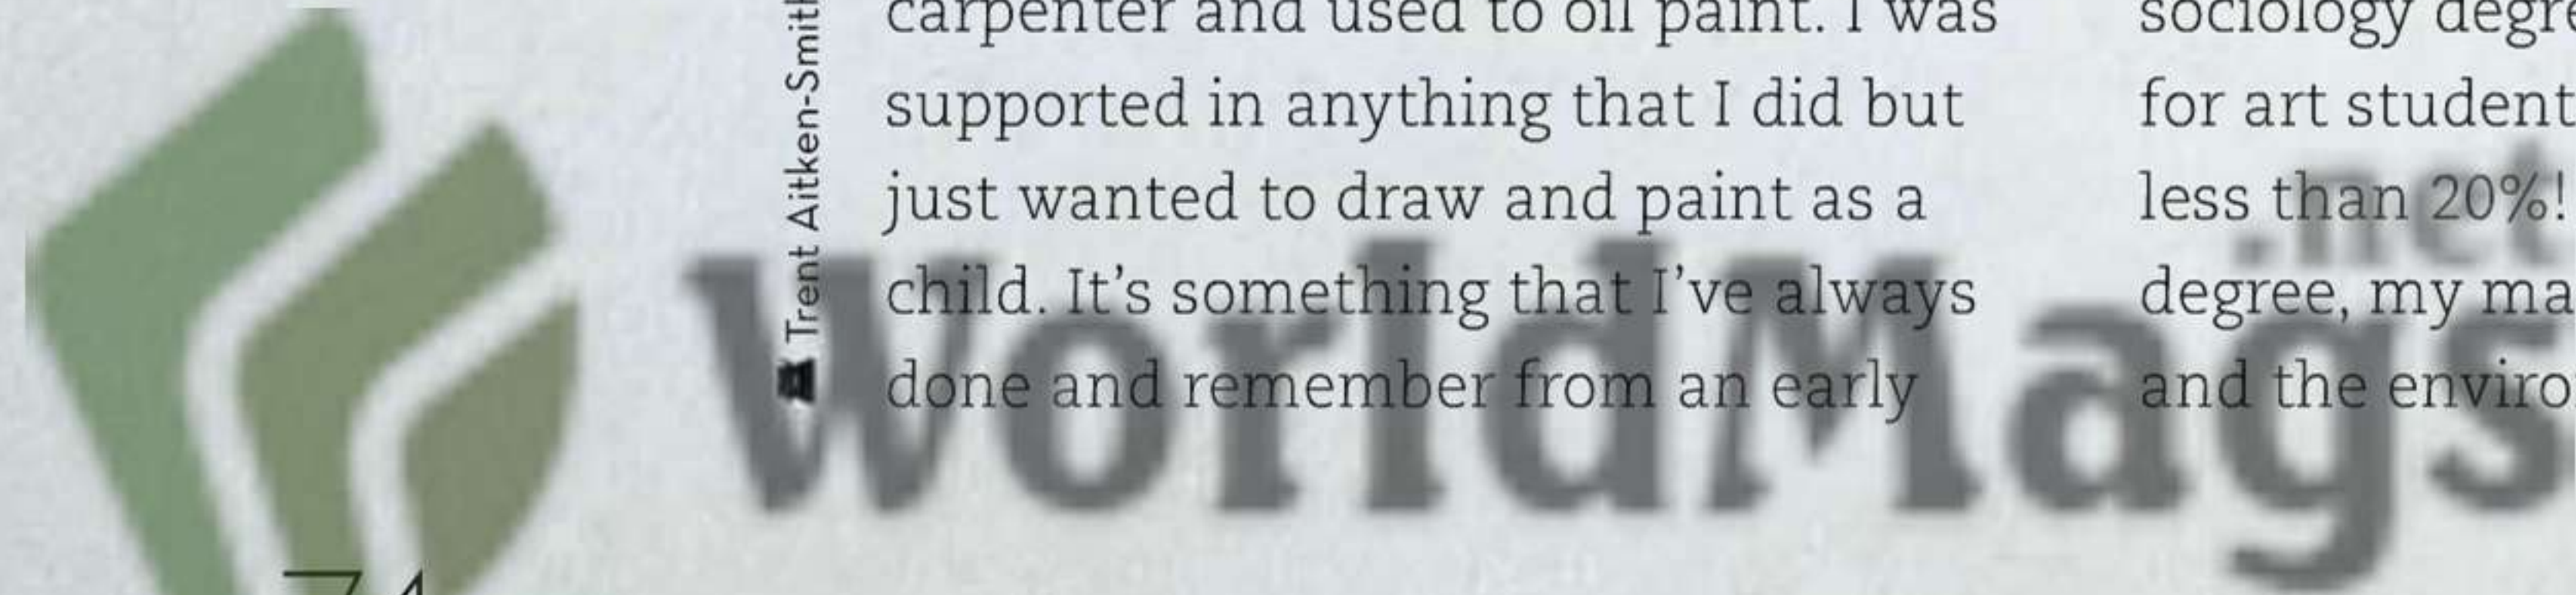 Trent Aitken-Smith
carpenter and used to oil paint. I was
supported in anything that I did but
just wanted to draw and paint as a
child. It's something that I've always
done and remember from an early
sociology degre
for art student
less than 20%!
degree, my ma
and the enviro
WorldMags
.net
74